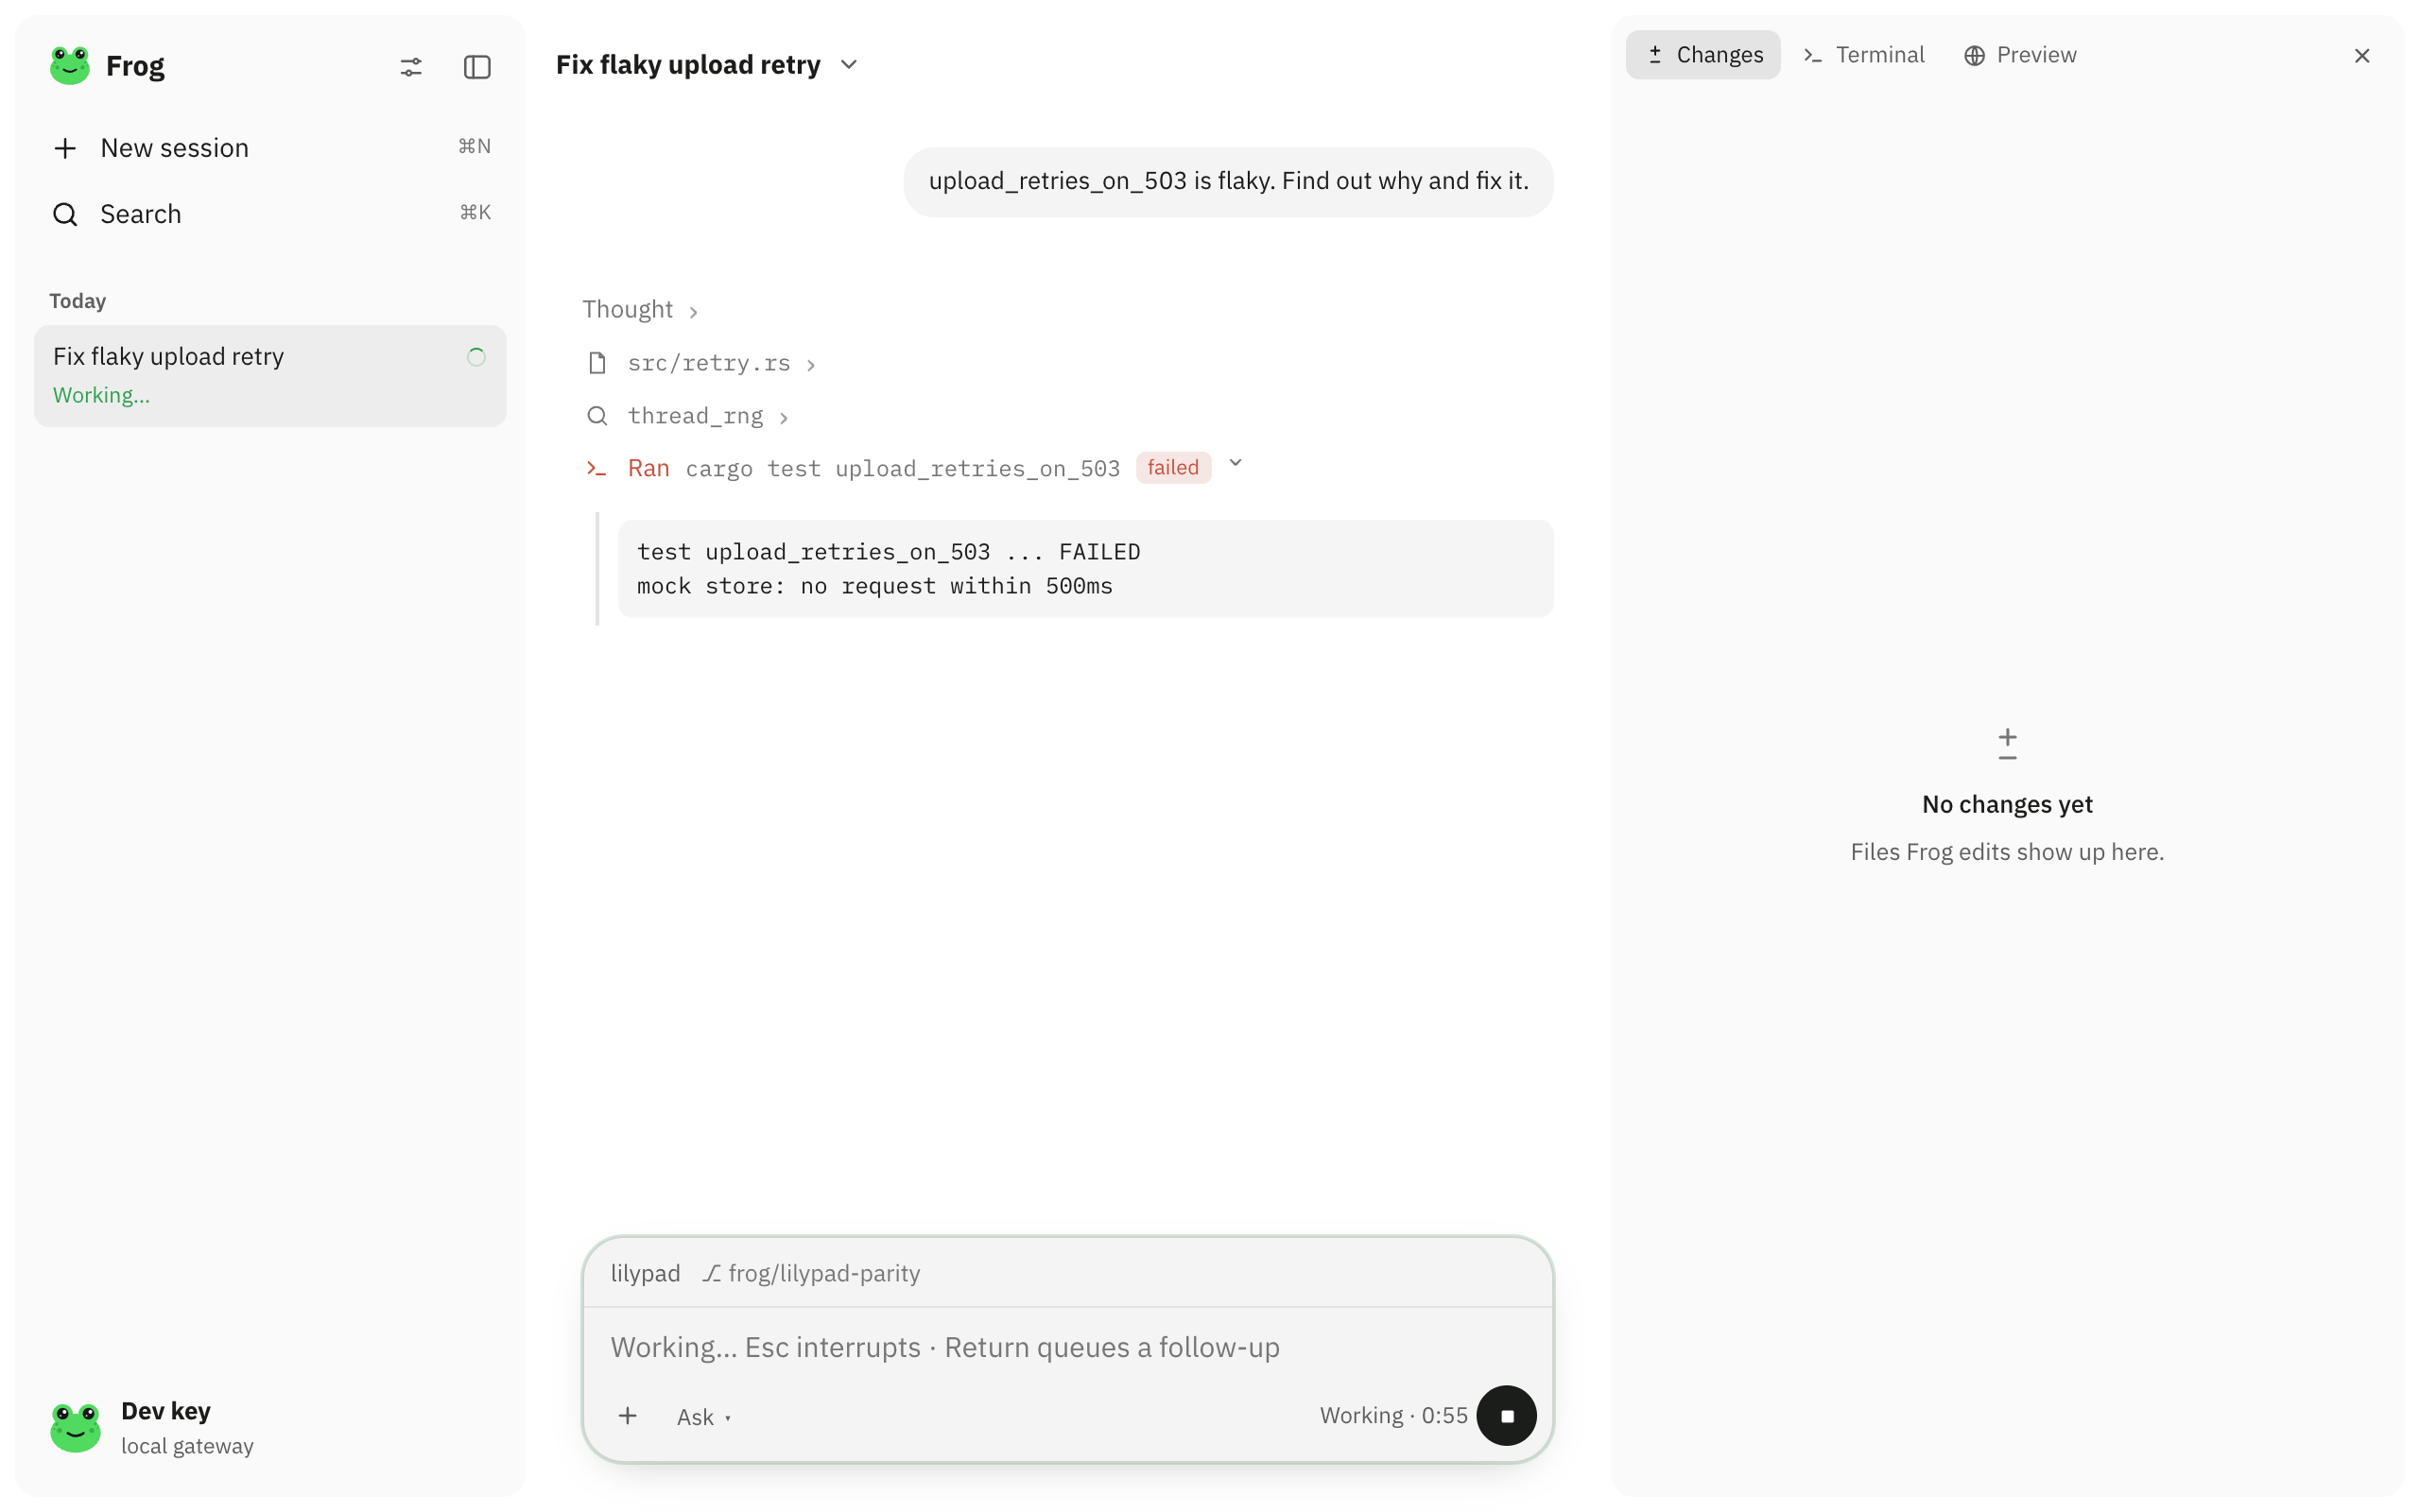 Frog
New session ⌘N
Search ⌘K
Today
Fix flaky upload retry
Working...
Dev key
local gateway
Fix flaky upload retry
upload_retries_on_503 is flaky. Find out why and fix it.
Thought
src/retry.rs
thread_rng
Ran cargo test upload_retries_on_503 failed
test upload_retries_on_503 ... FAILED
mock store: no request within 500ms
lilypad frog/lilypad-parity
Working... Esc interrupts · Return queues a follow-up
Ask
Working · 0:55
Changes Terminal Preview
No changes yet
Files Frog edits show up here.